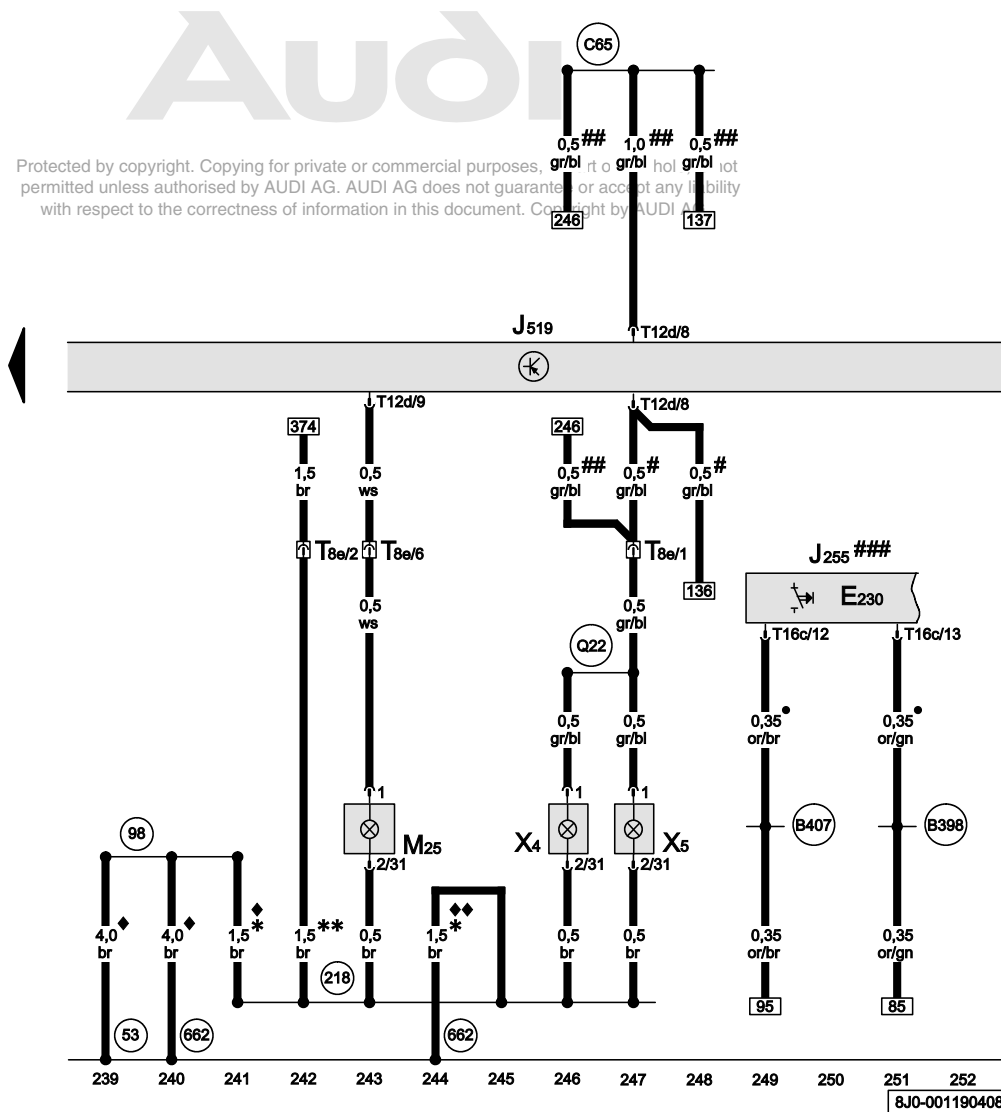 Audi
C65
0,5 ## 1,0 ## 0,5 ##
gr/bl gr/bl gr/bl
Protected by copyright. Copying for private or commercial purposes,
permitted unless authorised by AUDI AG. AUDI AG does not guarantee or accept any liability
with respect to the correctness of information in this document. Copyright by AUDI AG.
246 137
J519 T12d/8
T12d/9 T12d/8
374 246
1,5 0,5 0,5 ## 0,5 # 0,5 #
br ws gr/bl gr/bl gr/bl
T8e/2 T8e/6 T8e/1
J255 ###
136
E230
0,5 0,5
ws gr/bl
T16c/12 T16c/13
Q22
0,5 0,5 0,35 • 0,35 •
gr/bl gr/bl or/br or/gn
1 1 1
98 B407 B398
M25 X4 X5
2/31 2/31 2/31
4,0 ♦ 4,0 ♦ 1,5 ♦ * 1,5 ** 0,5 1,5 ♦♦ * 0,5 0,5 0,35 0,35
br br br br br br br br or/br or/gn
218
95 85
53 662 662
239 240 241 242 243 244 245 246 247 248 249 250 251 252
8J0-001190408